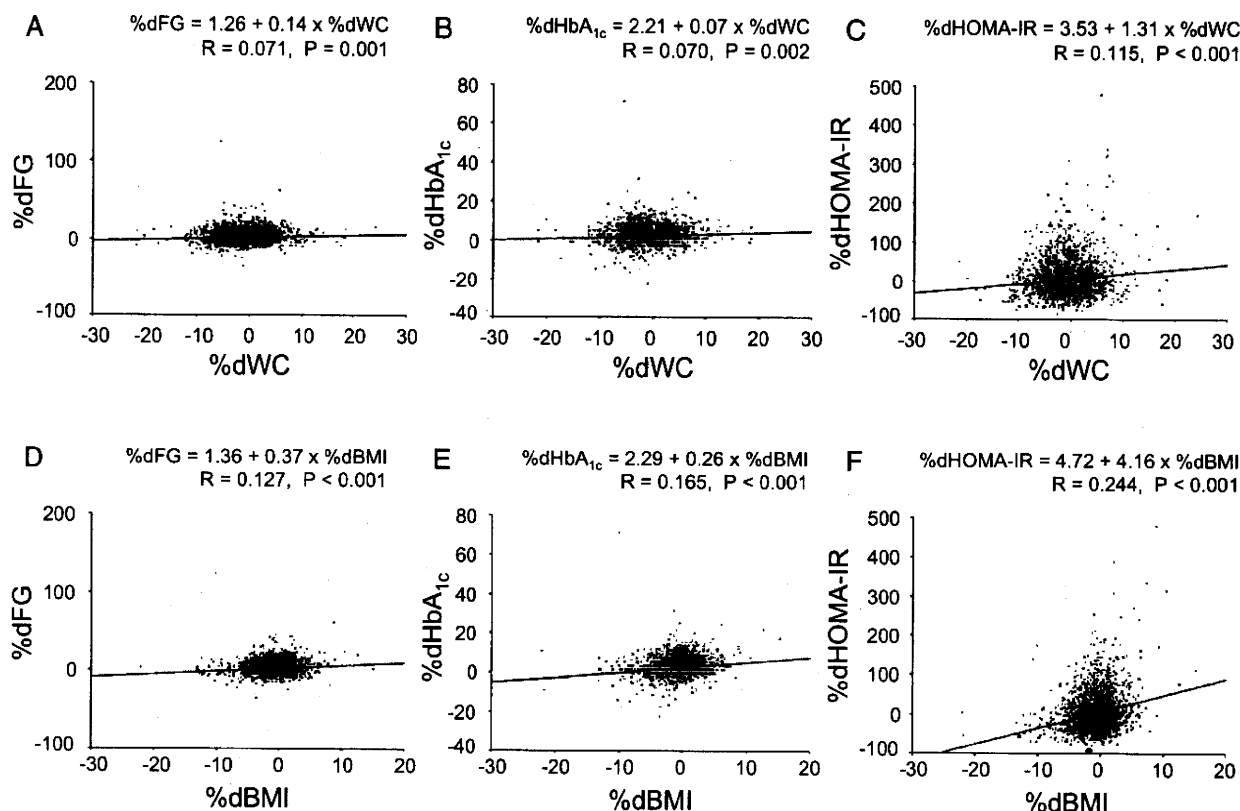 A
%dFG = 1.26 + 0.14 x %dWC
R = 0.071, P = 0.001
200
100
0
-100
%dFG
-30 -20 -10 0 10 20 30
%dWC
B
%dHbA1c = 2.21 + 0.07 x %dWC
R = 0.070, P = 0.002
80
60
40
20
0
-20
-40
%dHbA1c
-30 -20 -10 0 10 20 30
%dWC
C
%dHOMA-IR = 3.53 + 1.31 x %dWC
R = 0.115, P < 0.001
500
400
300
200
100
0
-100
%dHOMA-IR
-30 -20 -10 0 10 20 30
%dWC
D
%dFG = 1.36 + 0.37 x %dBMI
R = 0.127, P < 0.001
200
100
0
-100
%dFG
-30 -20 -10 0 10 20
%dBMI
E
%dHbA1c = 2.29 + 0.26 x %dBMI
R = 0.165, P < 0.001
80
60
40
20
0
-20
-40
%dHbA1c
-30 -20 -10 0 10 20
%dBMI
F
%dHOMA-IR = 4.72 + 4.16 x %dBMI
R = 0.244, P < 0.001
500
400
300
200
100
0
-100
%dHOMA-IR
-30 -20 -10 0 10 20
%dBMI